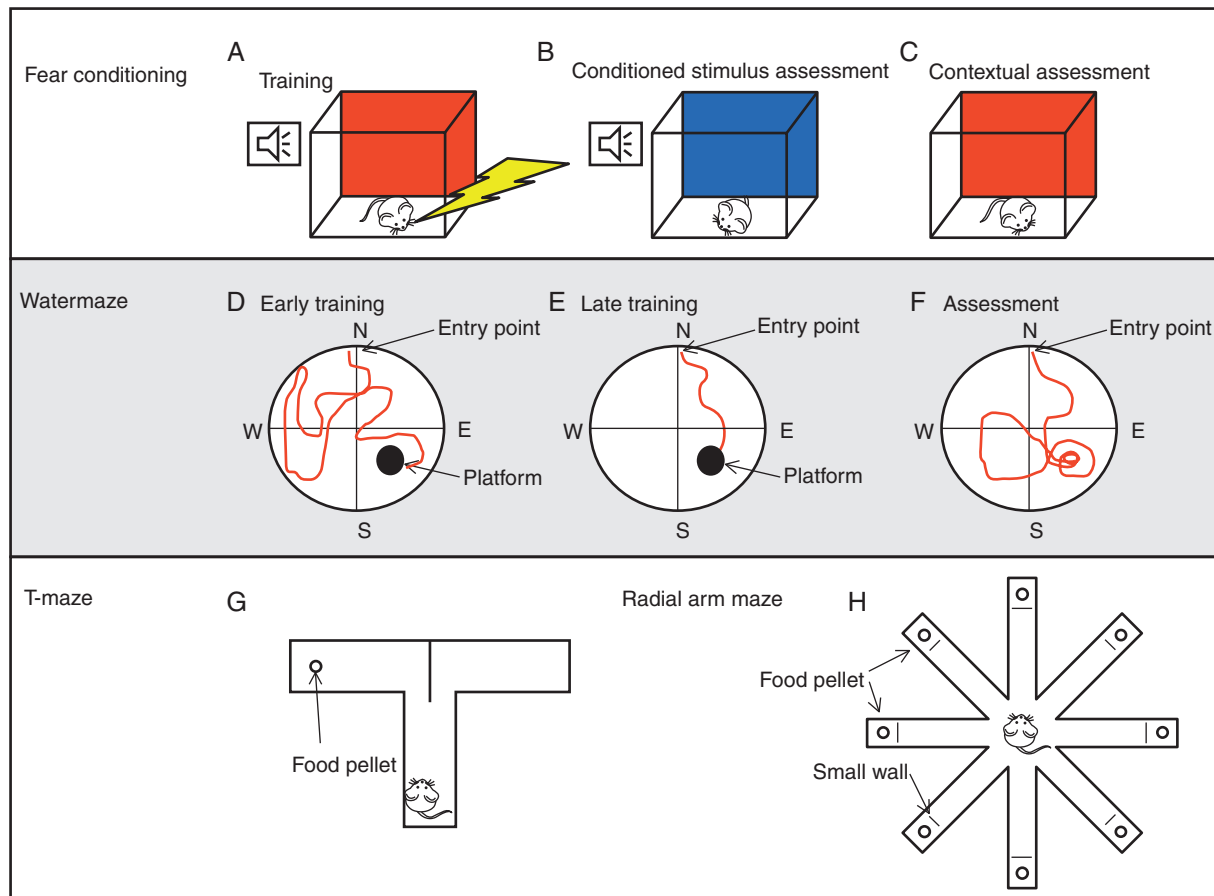 Fear conditioning
A
Training
B
Conditioned stimulus assessment
C
Contextual assessment
Watermaze
D Early training
N
Entry point
W
E
Platform
S
E Late training
N
Entry point
W
E
Platform
S
F Assessment
N
Entry point
W
E
S
T-maze
G
Food pellet
Radial arm maze
H
Food pellet
Small wall